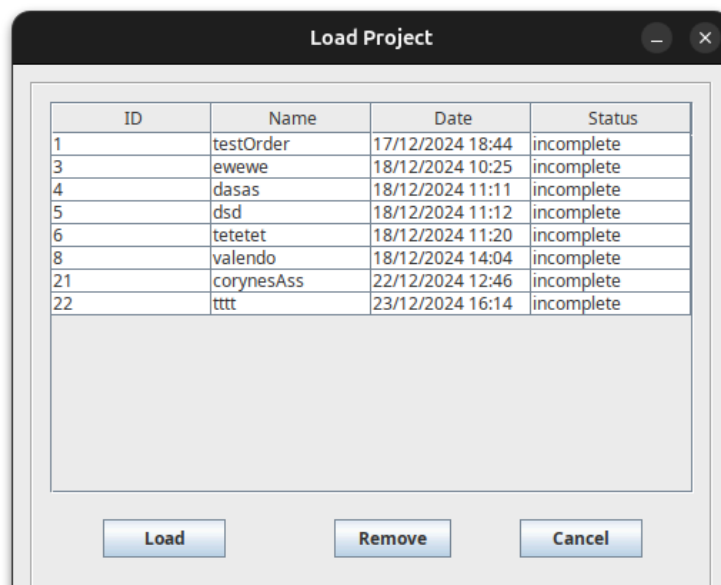 Load Project
ID Name Date Status
1 testOrder 17/12/2024 18:44 incomplete
3 ewewe 18/12/2024 10:25 incomplete
4 dasas 18/12/2024 11:11 incomplete
5 dsd 18/12/2024 11:12 incomplete
6 tetetet 18/12/2024 11:20 incomplete
8 valendo 18/12/2024 14:04 incomplete
21 corynesAss 22/12/2024 12:46 incomplete
22 tttt 23/12/2024 16:14 incomplete
Load Remove Cancel